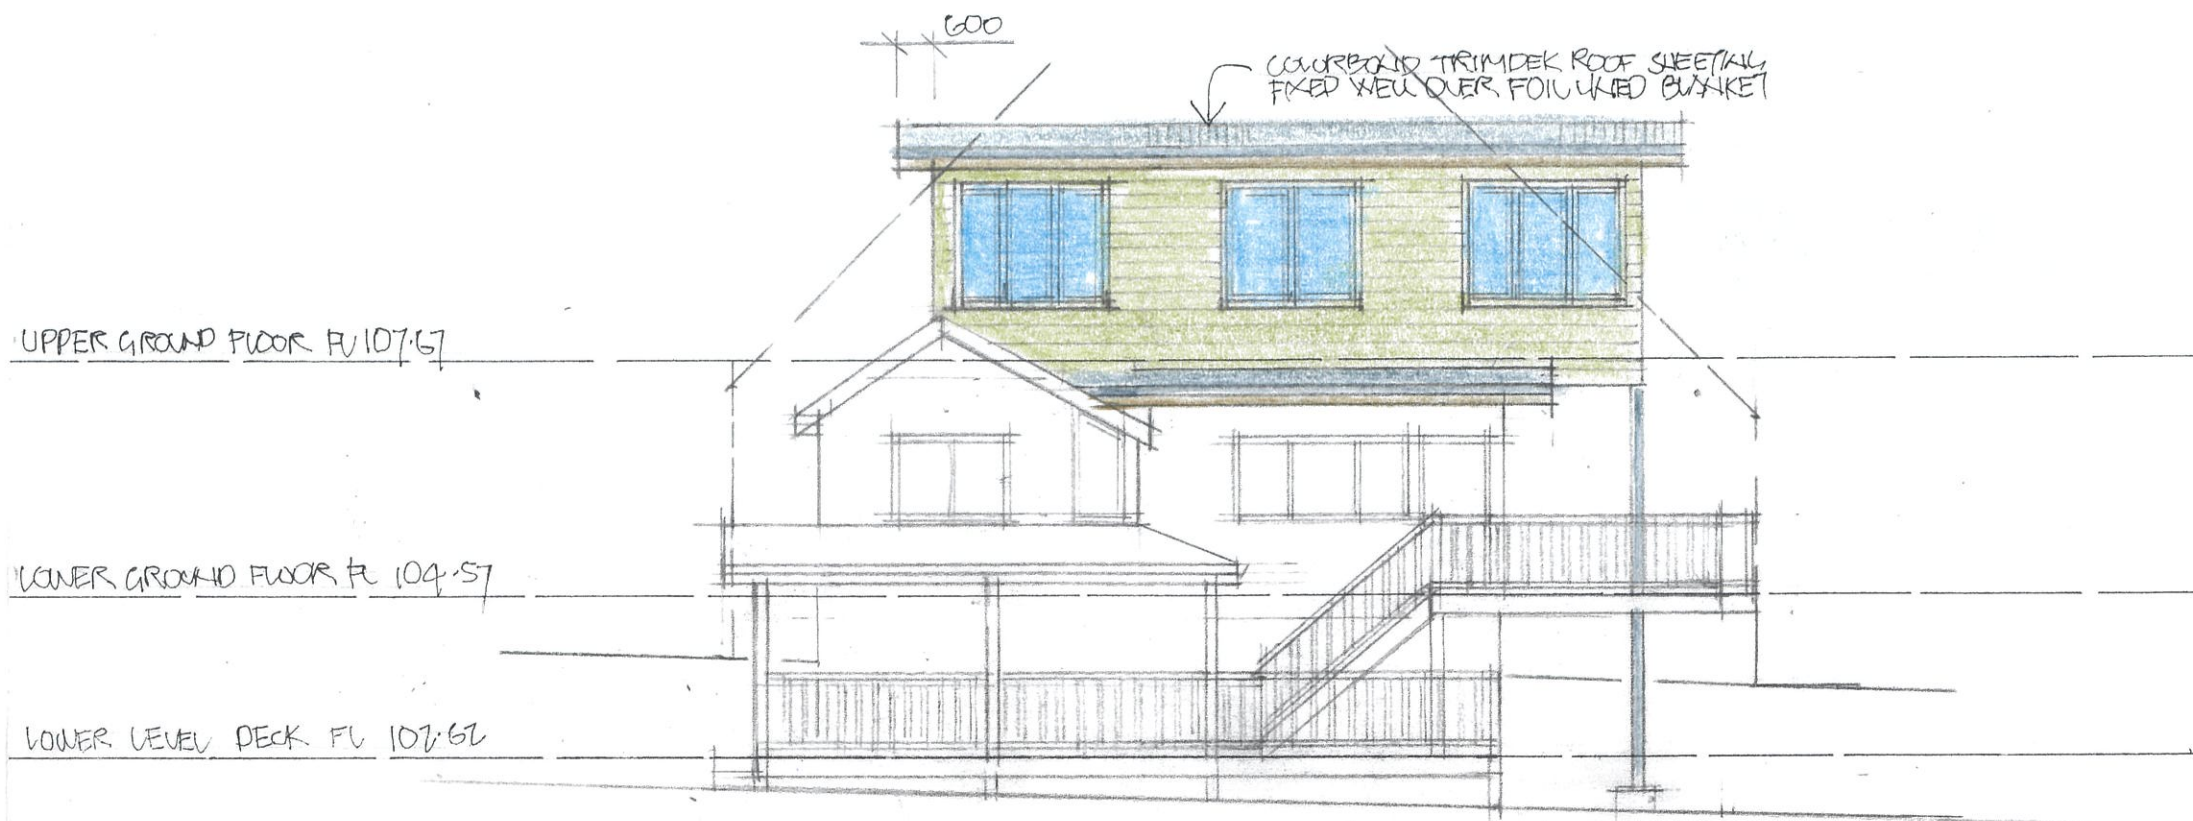 600
COLORBOND TRIMDEK ROOF SHEETING
FIXED WELL OVER FOIL LINED BLANKET
UPPER GROUND FLOOR FL 107.67
LOWER GROUND FLOOR FL 104.57
LOWER LEVEL DECK FL 102.62